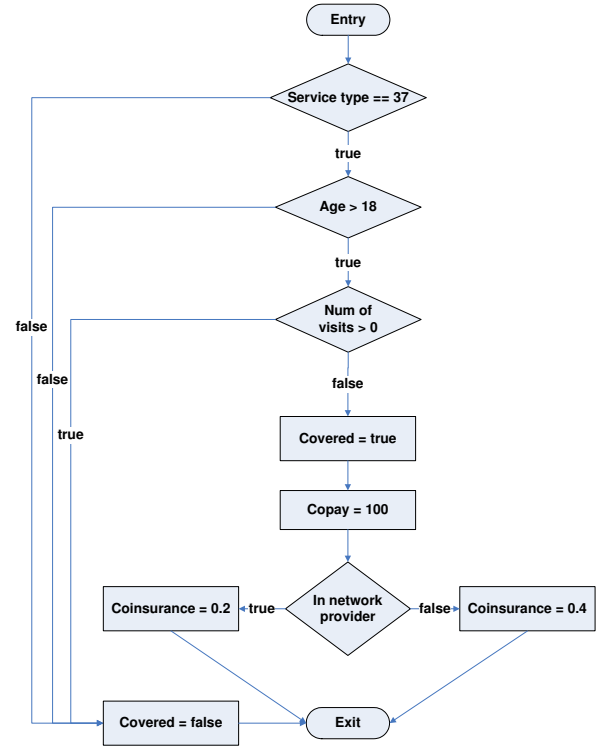 Entry
Service type == 37
true
Age > 18
true
Num of
visits > 0
false
false
false
true
Covered = true
Copay = 100
In network
provider
true
false
Coinsurance = 0.2
Coinsurance = 0.4
Covered = false
Exit